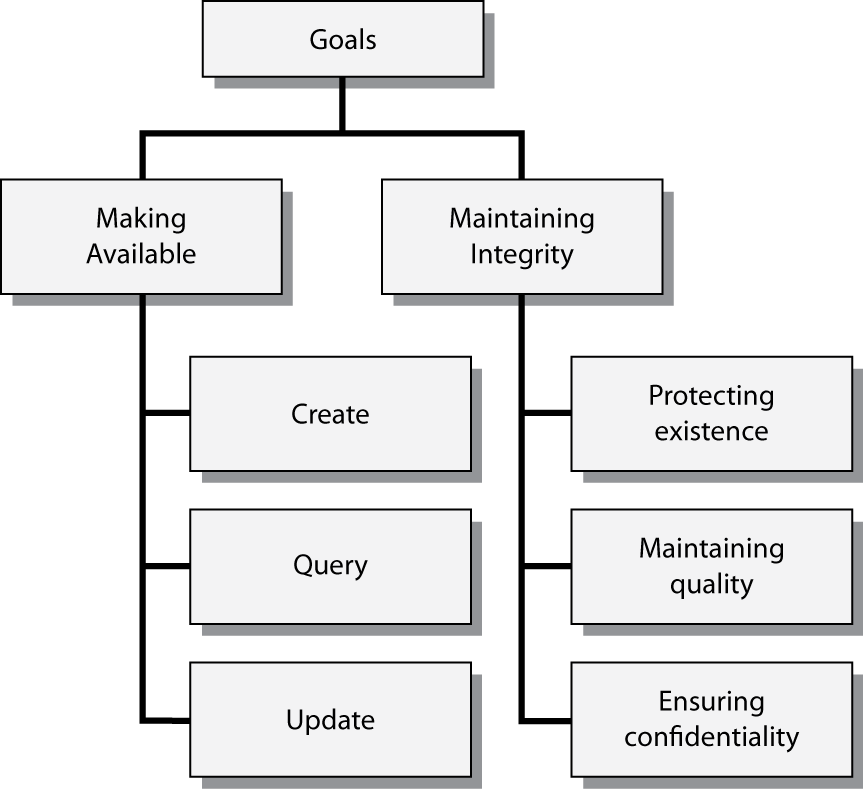 Goals
Making
Available
Maintaining
Integrity
Create
Protecting
existence
Query
Maintaining
quality
Update
Ensuring
confidentiality